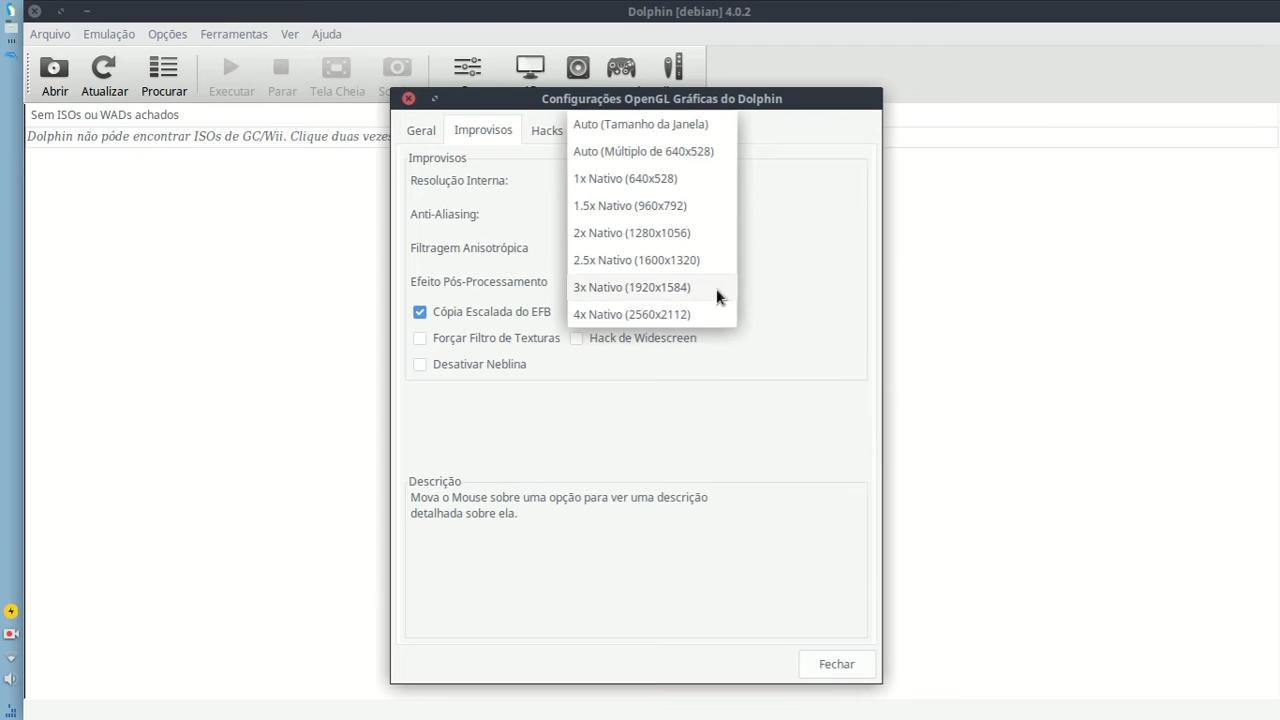 Dolphin [debian] 4.0.2
Arquivo Emulação Opções Ferramentas Ver Ajuda
Abrir Atualizar Procurar Executar Parar Tela Cheia
Sem ISOs ou WADs achados
Dolphin não pôde encontrar ISOs de GC/Wii. Clique duas vezes
Configurações OpenGL Gráficas do Dolphin
Geral Improvisos Hacks
Improvisos
Resolução Interna:
Anti-Aliasing:
Filtragem Anisotrópica
Efeito Pós-Processamento
Auto (Tamanho da Janela)
Auto (Múltiplo de 640x528)
1x Nativo (640x528)
1.5x Nativo (960x792)
2x Nativo (1280x1056)
2.5x Nativo (1600x1320)
3x Nativo (1920x1584)
4x Nativo (2560x2112)
Cópia Escalada do EFB
Forçar Filtro de Texturas Hack de Widescreen
Desativar Neblina
Descrição
Mova o Mouse sobre uma opção para ver uma descrição
detalhada sobre ela.
Fechar